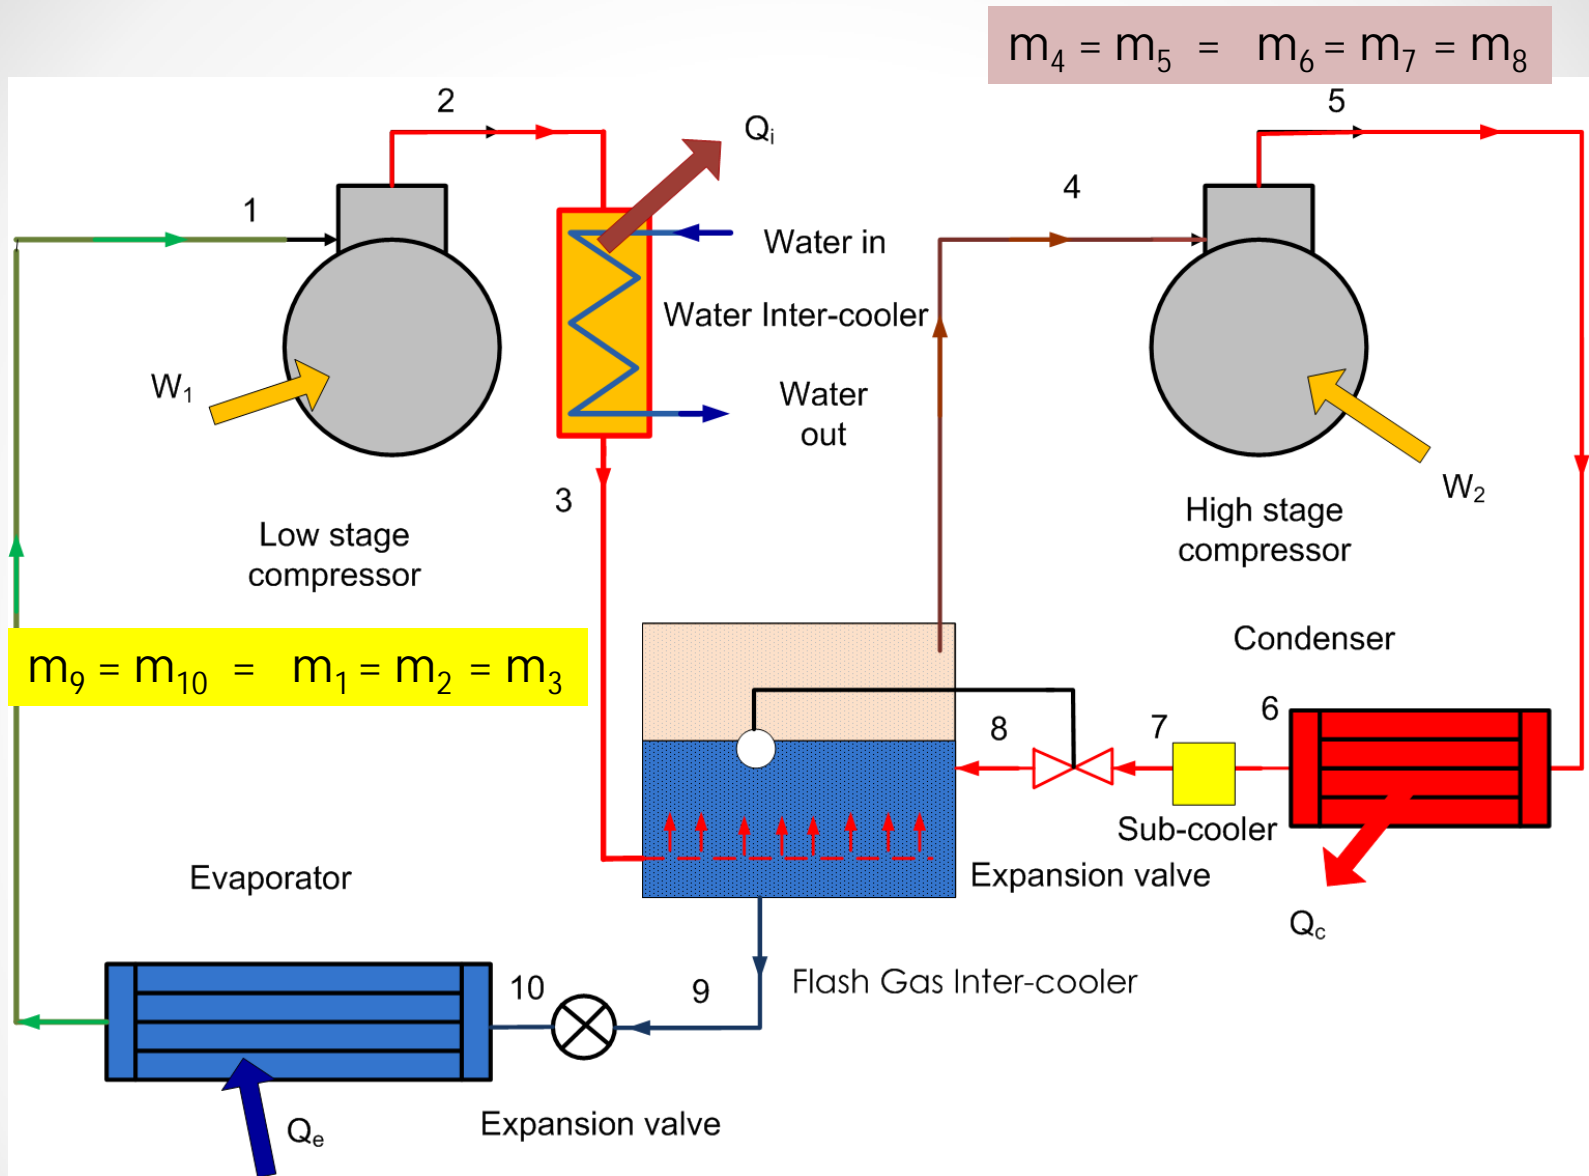 m₄ = m₅ = m₆ = m₇ = m₈
2
5
Qᵢ
1
4
Water in
Water Inter-cooler
W₁
Water
out
3
W₂
Low stage
compressor
High stage
compressor
Condenser
m₉ = m₁₀ = m₁ = m₂ = m₃
6
8
7
Sub-cooler
Evaporator
Expansion valve
Q꜀
10
9
Flash Gas Inter-cooler
Qₑ
Expansion valve